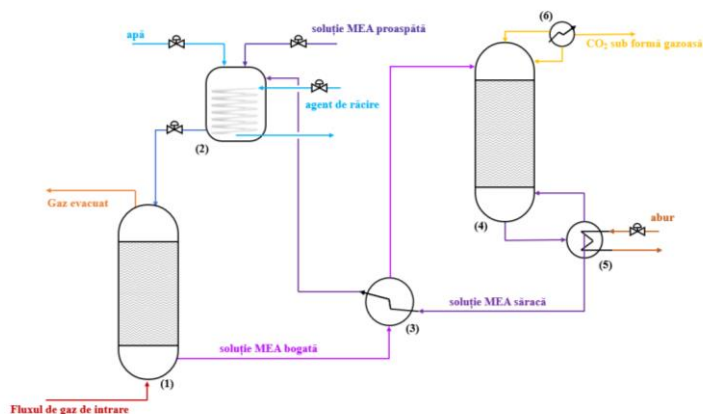 (6)
apă
soluție MEA proaspătă
CO₂ sub formă gazoasă
agent de răcire
(2)
Gaz evacuat
(4)
abur
(5)
soluție MEA săracă
(3)
soluție MEA bogată
(1)
Fluxul de gaz de intrare